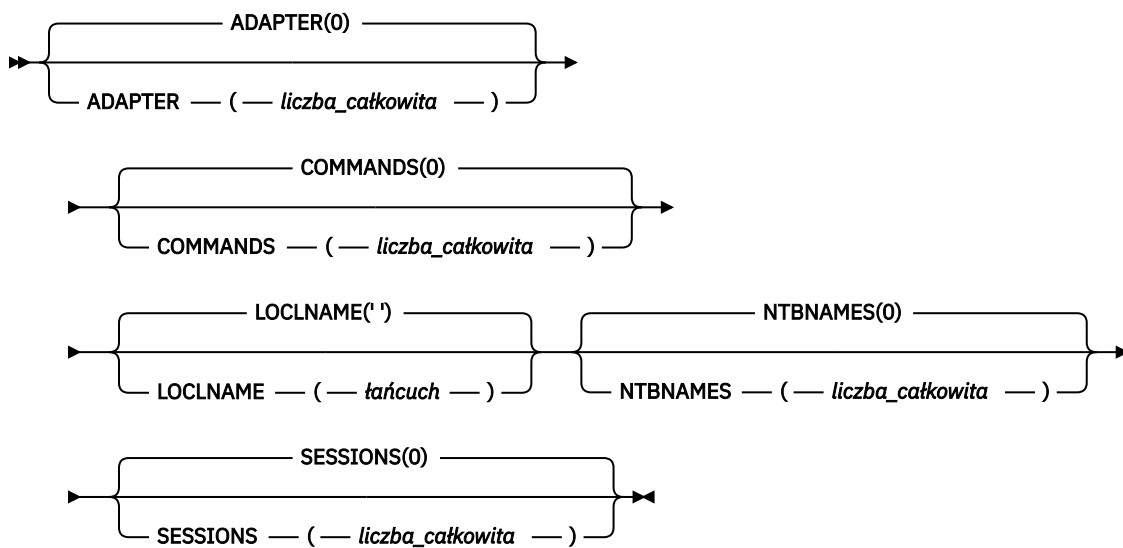 ADAPTER(0)
ADAPTER ( liczba_całkowita )
COMMANDS(0)
COMMANDS ( liczba_całkowita )
LOCLNAME(' ') NTBNAMES(0)
LOCLNAME ( łańcuch ) NTBNAMES ( liczba_całkowita )
SESSIONS(0)
SESSIONS ( liczba_całkowita )